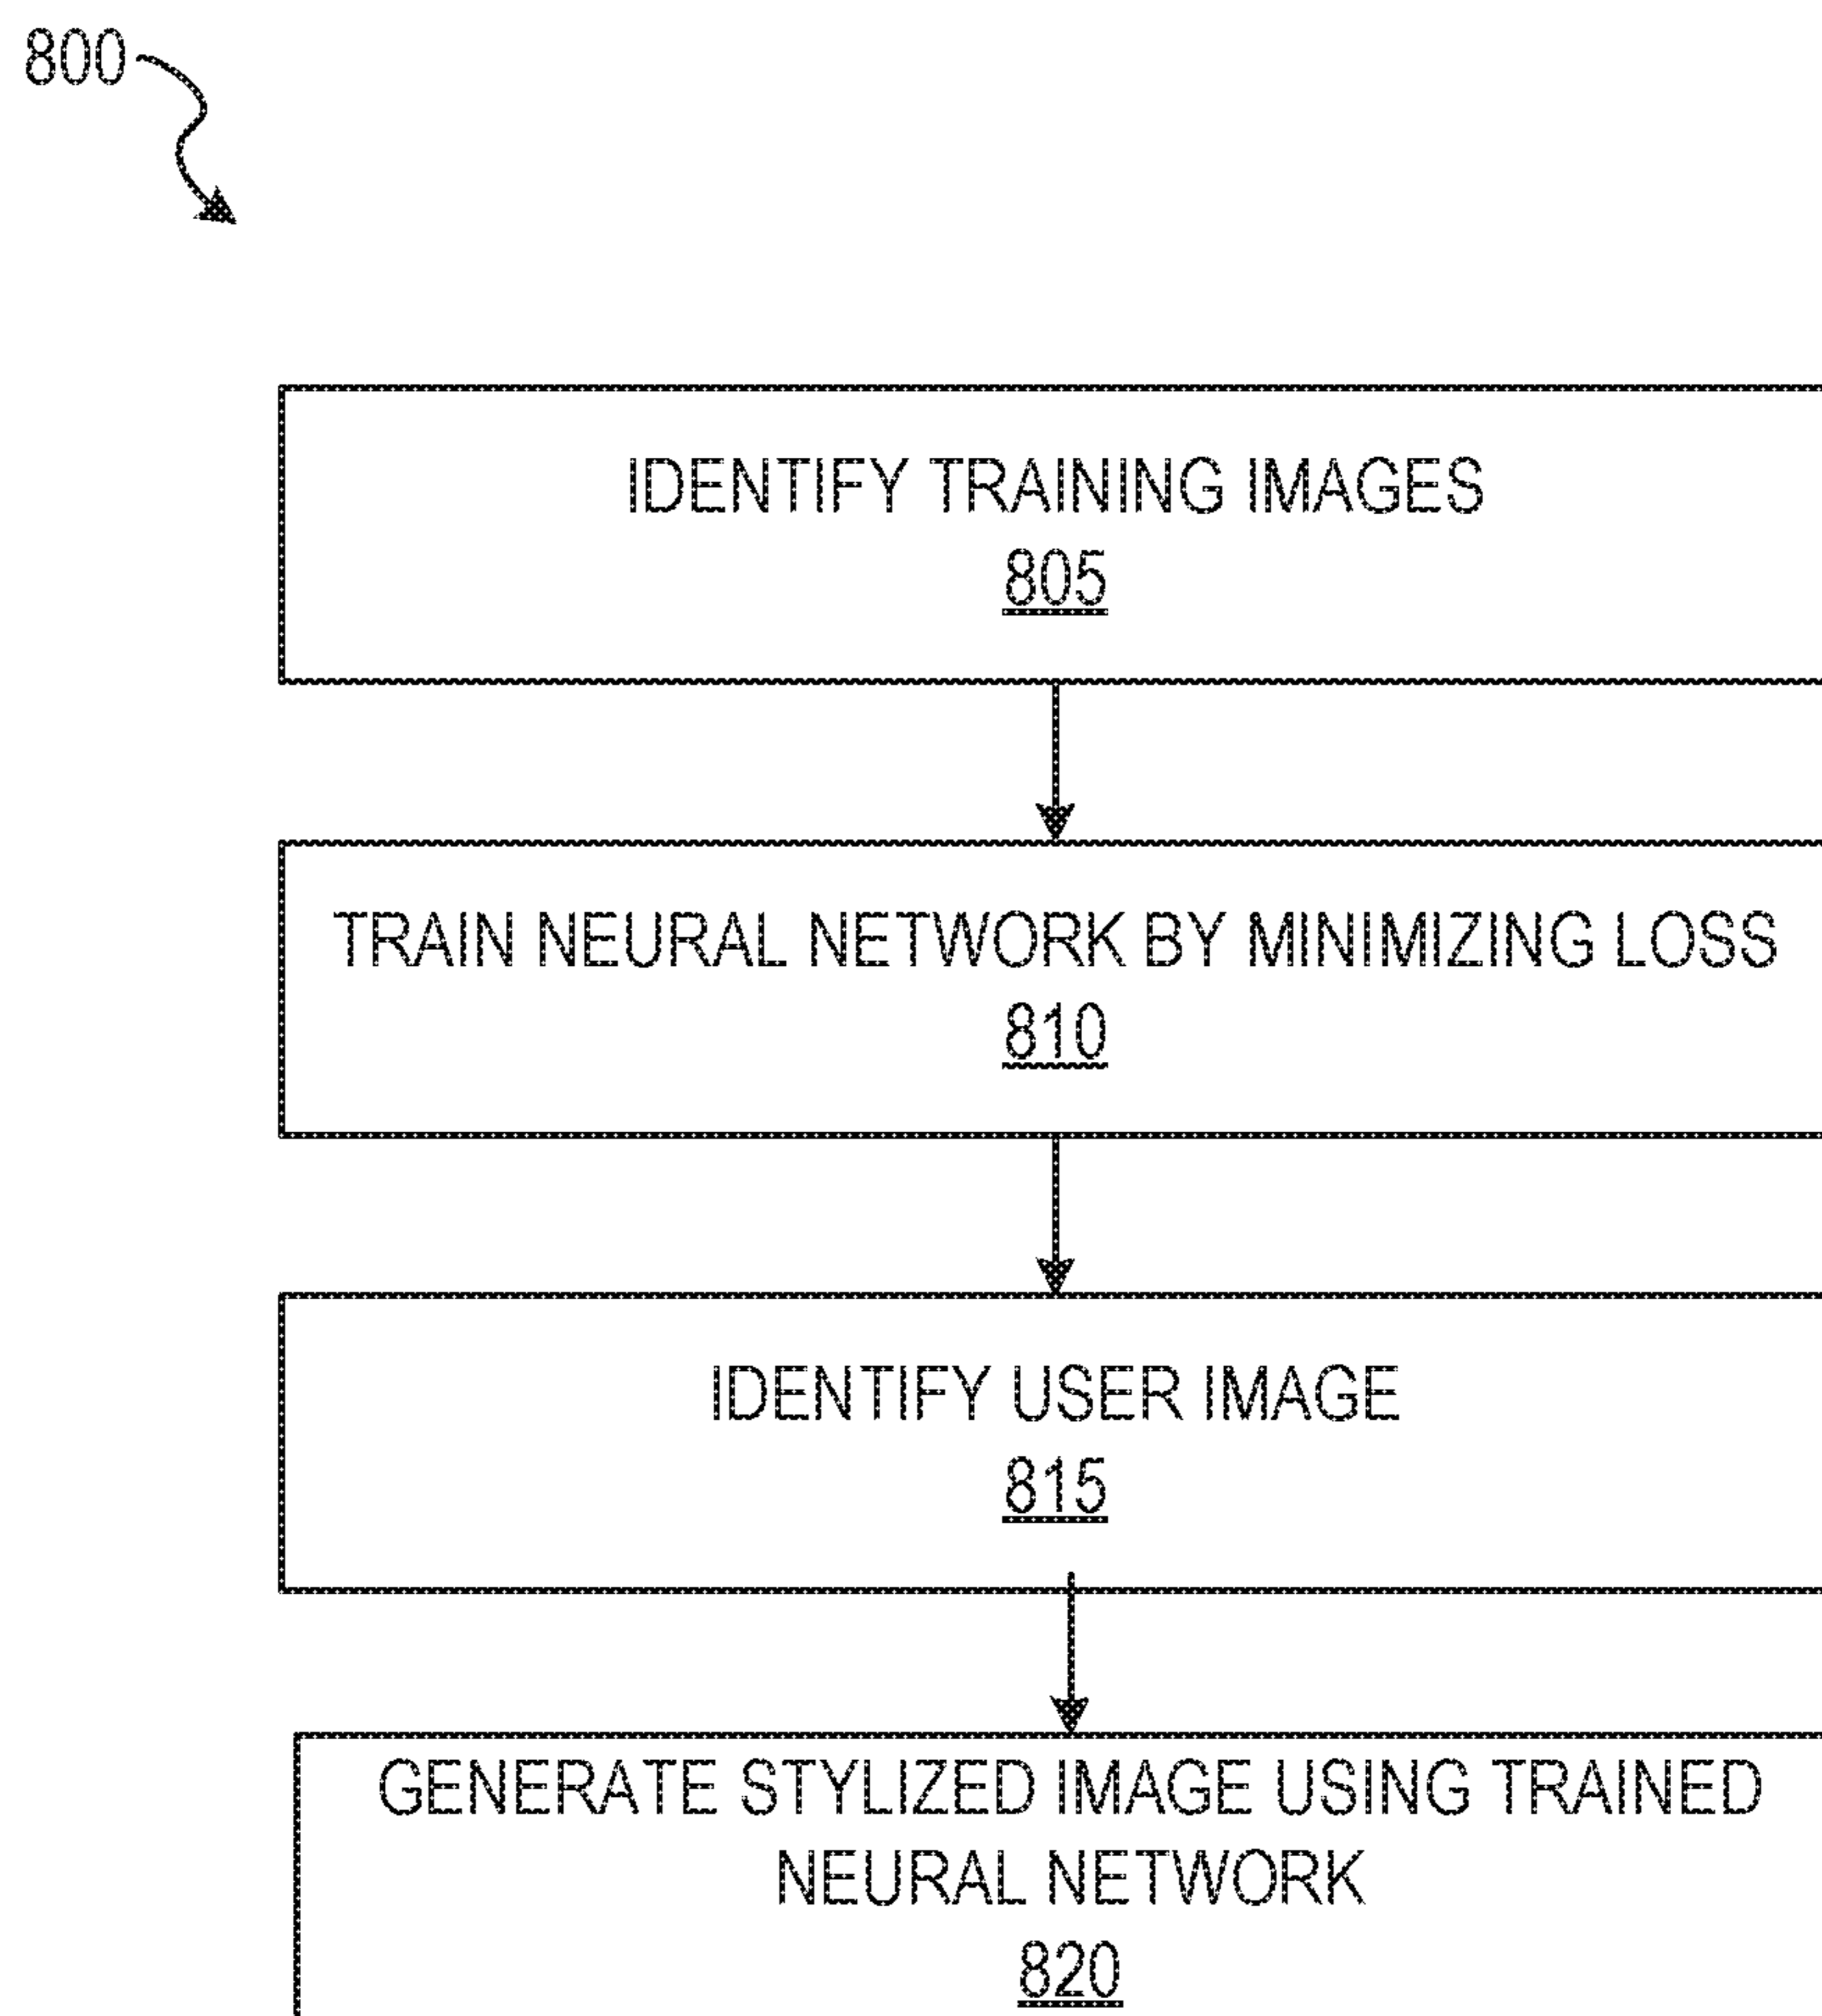 800
IDENTIFY TRAINING IMAGES
805
TRAIN NEURAL NETWORK BY MINIMIZING LOSS
810
IDENTIFY USER IMAGE
815
GENERATE STYLIZED IMAGE USING TRAINED
NEURAL NETWORK
820